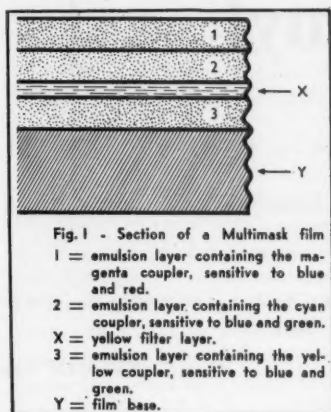 1
2
X
3
Y
Fig. 1 - Section of a Multimask film
1 = emulsion layer containing the ma-
genta coupler, sensitive to blue
and red.
2 = emulsion layer containing the cyan
coupler, sensitive to blue and green.
X = yellow filter layer.
3 = emulsion layer containing the yel-
low coupler, sensitive to blue and
green.
Y = film base.